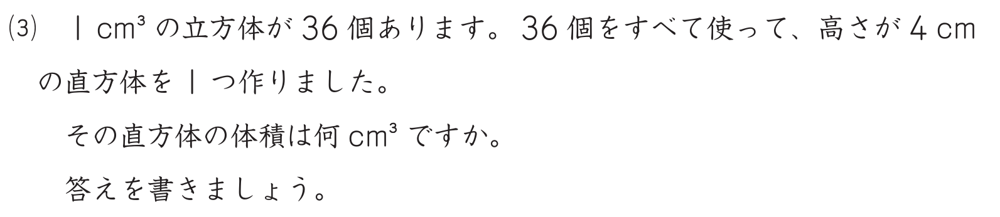 ⑶　1 cm³ の立方体が 36 個あります。36 個をすべて使って、高さが 4 cm
の直方体を 1 つ作りました。
その直方体の体積は何 cm³ ですか。
答えを書きましょう。